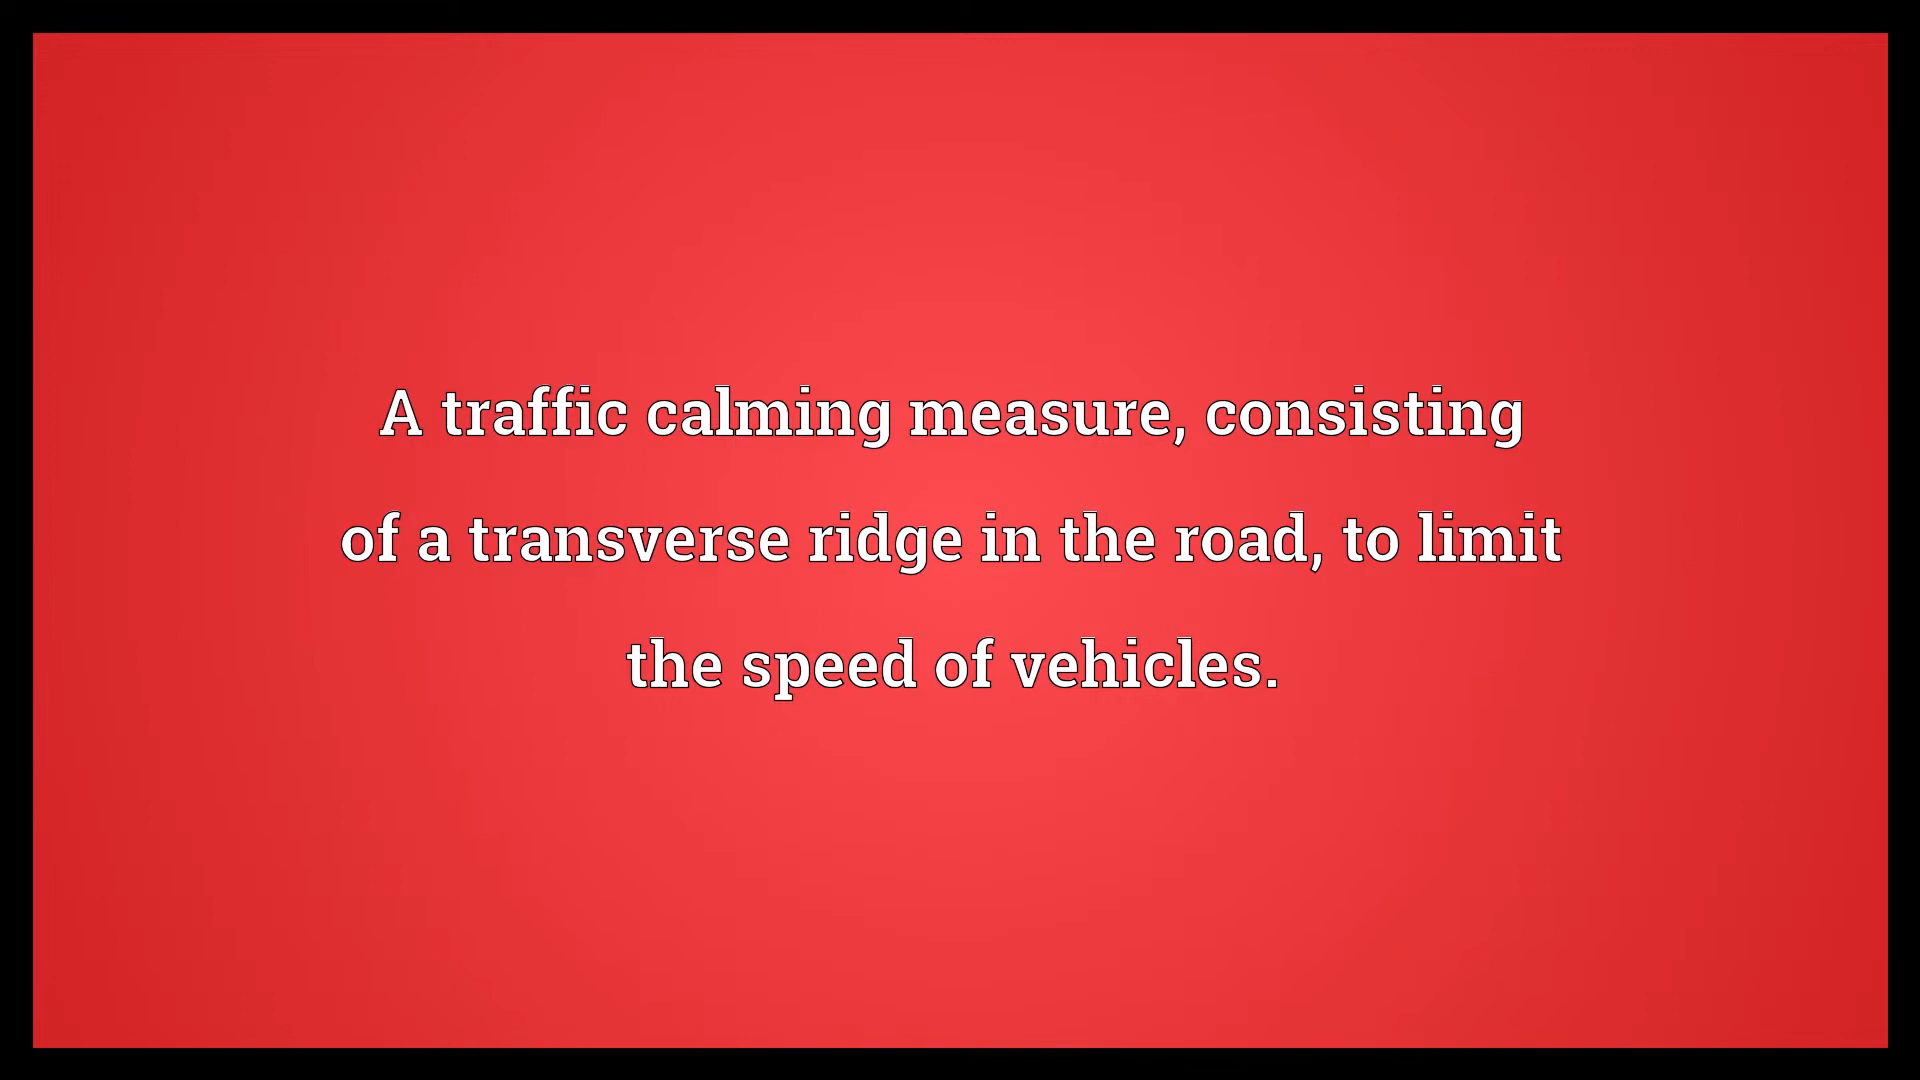 A traffic calming measure, consisting
of a transverse ridge in the road, to limit
the speed of vehicles.